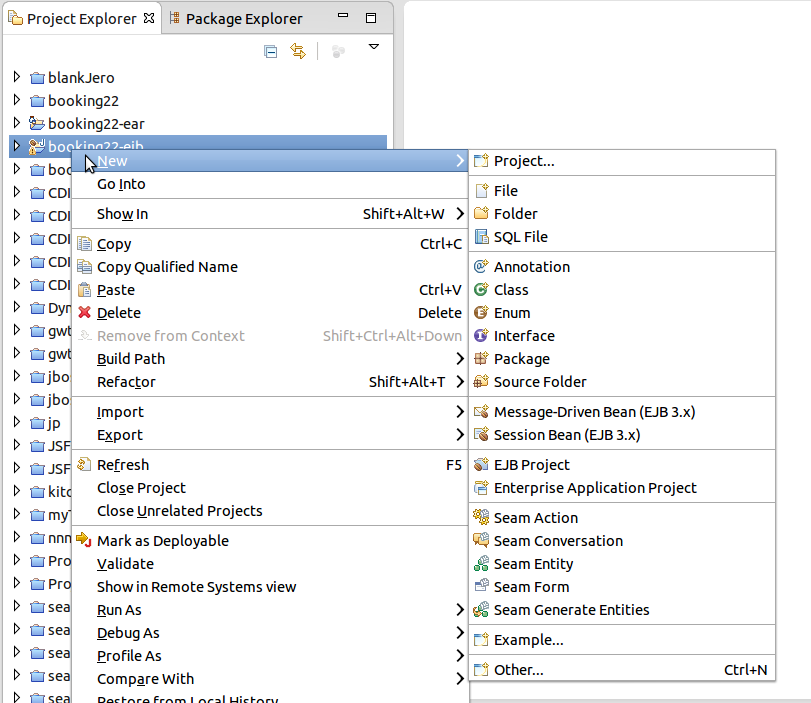 Project Explorer
Package Explorer
blankJero
booking22
booking22-ear
booking22-ejb
boo
CDI
CDI
CDI
CDI
CDI
Dyn
gwt
gwt
jbos
jbos
jp
JSF
JSF
kitc
myT
nnn
Pro
Pro
sea
sea
sea
sea
sea
New
Go Into
Show In Shift+Alt+W
Copy Ctrl+C
Copy Qualified Name
Paste Ctrl+V
Delete Delete
Remove from Context Shift+Ctrl+Alt+Down
Build Path
Refactor Shift+Alt+T
Import
Export
Refresh F5
Close Project
Close Unrelated Projects
Mark as Deployable
Validate
Show in Remote Systems view
Run As
Debug As
Profile As
Compare With
Restore from Local History
Project...
File
Folder
SQL File
Annotation
Class
Enum
Interface
Package
Source Folder
Message-Driven Bean (EJB 3.x)
Session Bean (EJB 3.x)
EJB Project
Enterprise Application Project
Seam Action
Seam Conversation
Seam Entity
Seam Form
Seam Generate Entities
Example...
Other... Ctrl+N